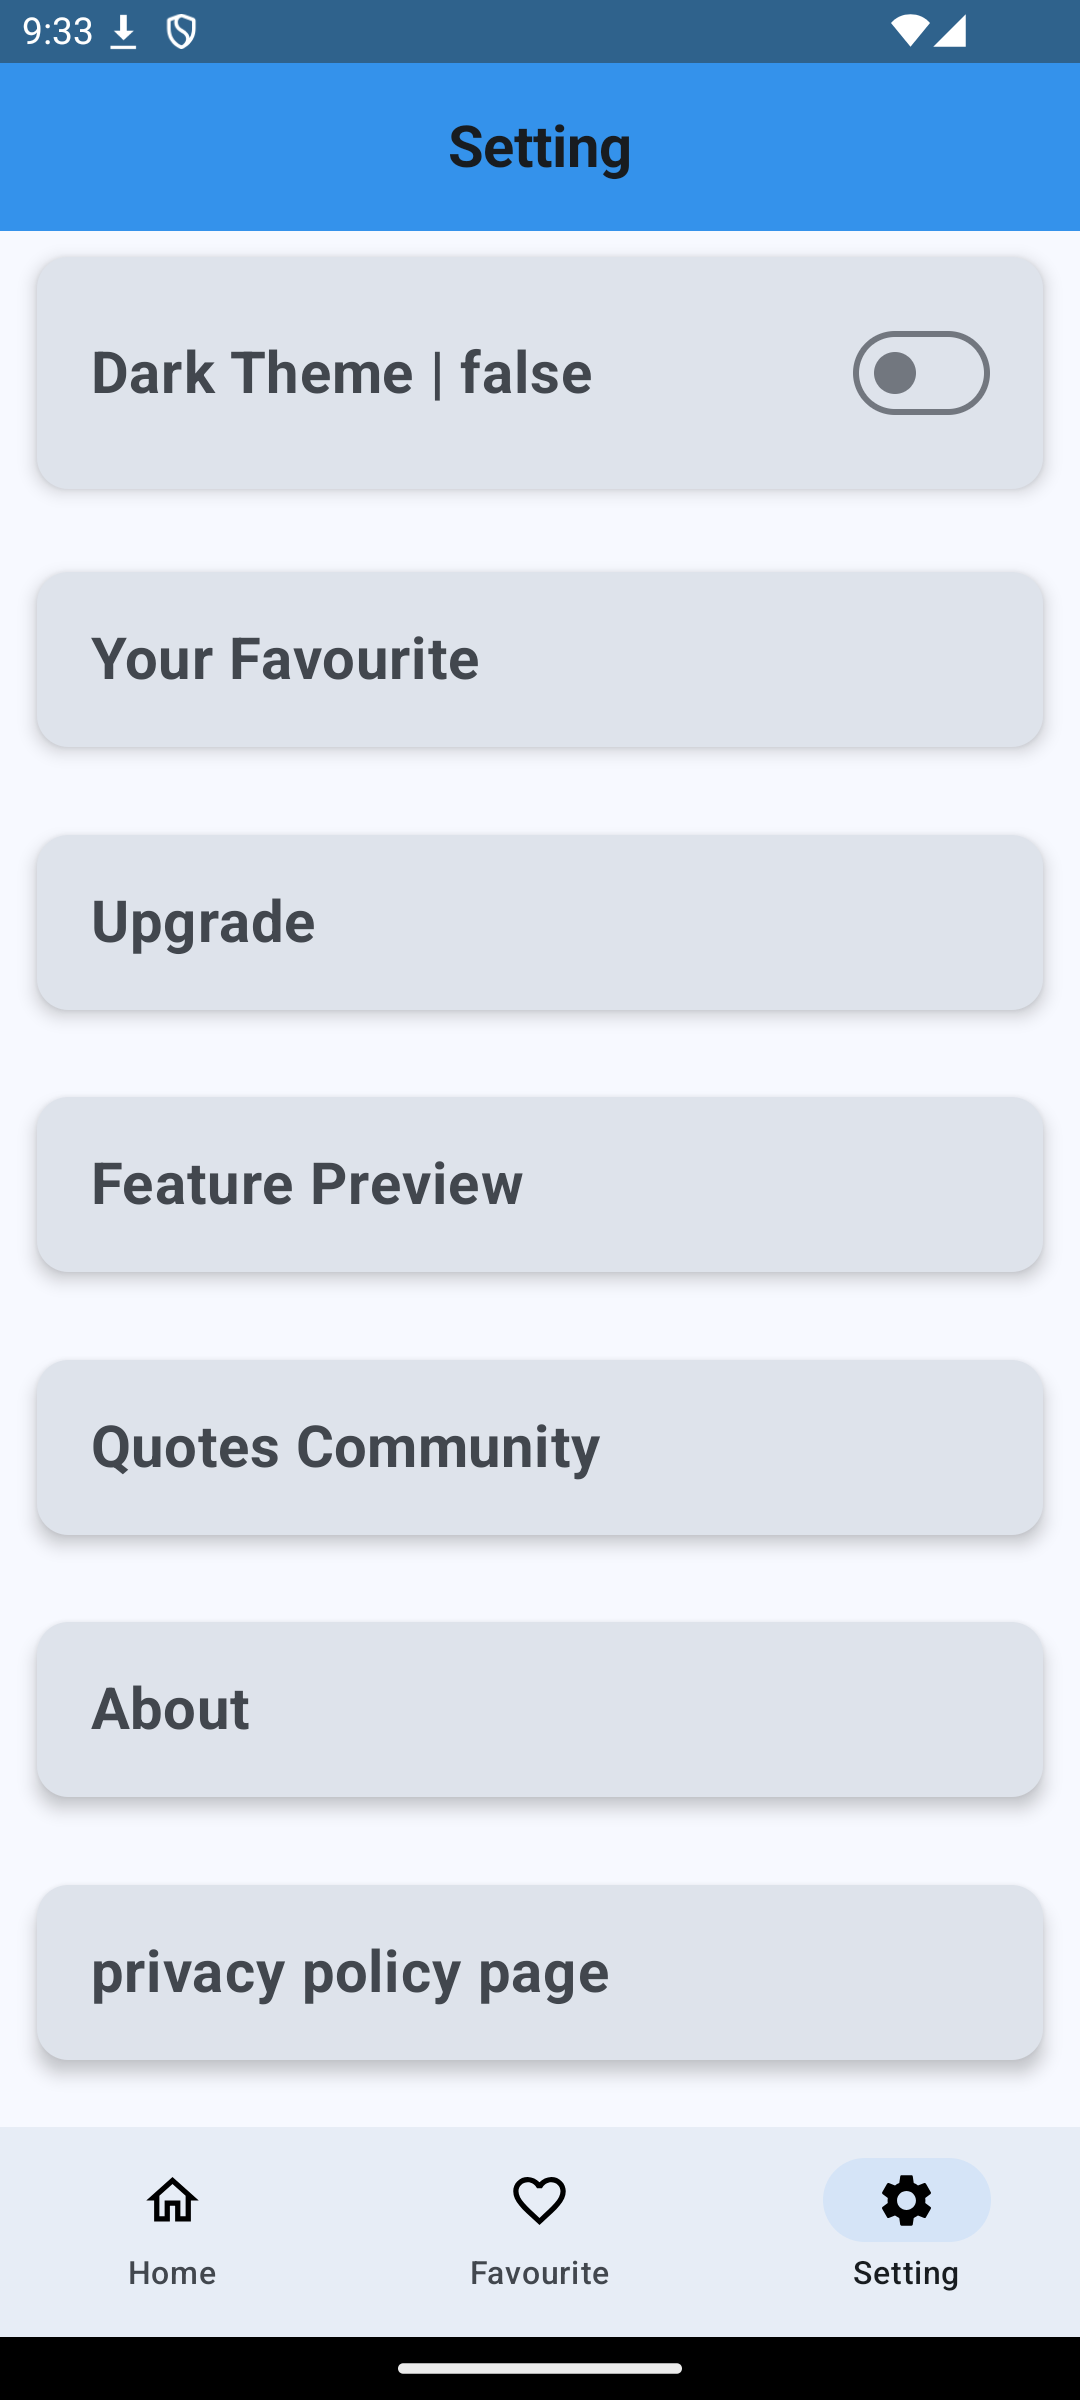 9:33
Setting
Dark Theme | false
Your Favourite
Upgrade
Feature Preview
Quotes Community
About
privacy policy page
Home
Favourite
Setting